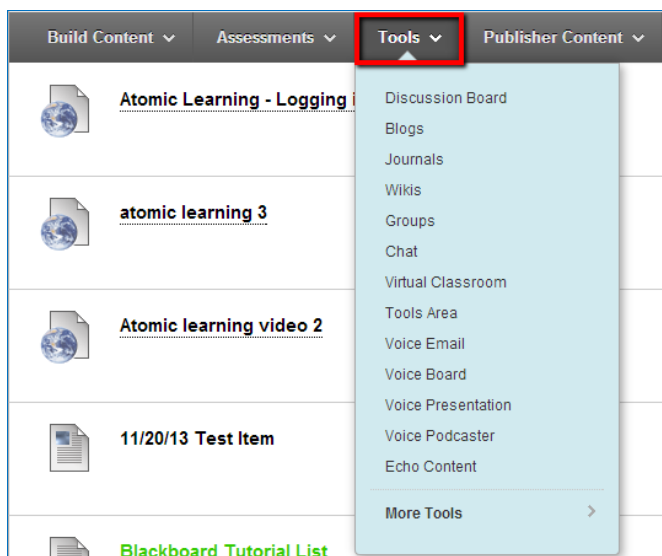 Build Content Assessments Tools Publisher Content
Atomic Learning - Logging
atomic learning 3
Atomic learning video 2
11/20/13 Test Item
Blackboard Tutorial List
Discussion Board
Blogs
Journals
Wikis
Groups
Chat
Virtual Classroom
Tools Area
Voice Email
Voice Board
Voice Presentation
Voice Podcaster
Echo Content
More Tools